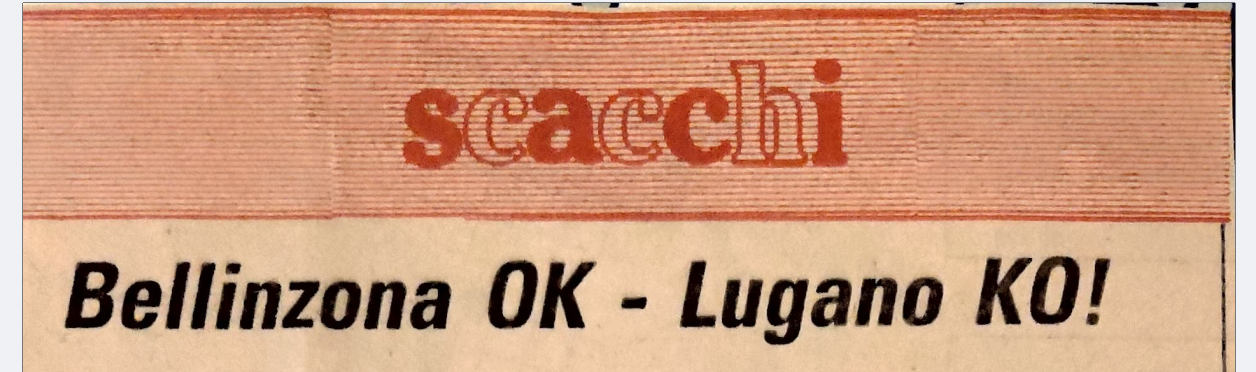 scacchi
Bellinzona OK - Lugano KO!